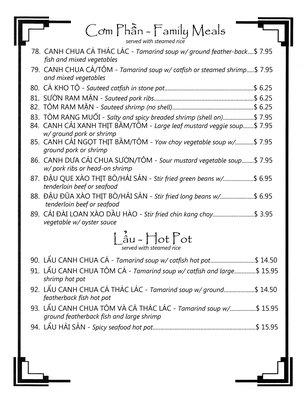 Cơm Phần - Family Meals
served with steamed rice
78. CANH CHUA CÁ THÁC LÁC - Tamarind soup w/ ground feather-back....$ 7.95
fish and mixed vegetables
79. CANH CHUA CÁ/TÔM - Tamarind soup w/ catfish or steamed shrimp.....$ 7.95
and mixed vegetables
80. CÁ KHO TỘ - Sauteed catfish in stone pot......$ 6.25
81. SƯỜN RAM MẶN - Sauteed pork ribs......$ 6.25
82. TÔM RAM MẶN - Sauteed shrimp (no shell)......$ 6.25
83. TÔM RANG MUỐI - Salty and spicy breaded shrimp (shell on)......$ 7.95
84. CANH CẢI XANH THỊT BẦM/TÔM - Large leaf mustard veggie soup......$ 7.95
w/ ground pork or shrimp
85. CANH CẢI NGỌT THỊT BẦM/TÔM - Yow choy vegetable soup w/......$ 7.95
ground pork or shrimp
86. CANH DƯA CẢI CHUA SƯỜN/TÔM - Sour mustard vegetable soup......$ 7.95
w/ pork ribs or head-on shrimp
87. ĐẬU QUE XÀO THỊT BÒ/HẢI SẢN - Stir fried green beans w/......$ 6.95
tenderloin beef or seafood
88. ĐẬU ĐŨA XÀO THỊT BÒ/HẢI SẢN - Stir fried long beans w/......$ 6.95
tenderloin beef or seafood
89. CẢI ĐÀI LOAN XÀO DẦU HÀO - Stir fried chin kang choy......$ 3.95
vegetable w/ oyster sauce
Lẩu - Hot Pot
served with steamed rice
90. LẨU CANH CHUA CÁ - Tamarind soup w/ catfish hot pot......$ 14.50
91. LẨU CANH CHUA TÔM CÁ - Tamarind soup w/ catfish and large......$ 15.95
shrimp hot pot
92. LẨU CANH CHUA CÁ THÁC LÁC - Tamarind soup w/ ground......$ 14.50
featherback fish hot pot
93. LẨU CANH CHUA TÔM VÀ CÁ THÁC LÁC - Tamarind soup w/......$ 15.95
ground featherback fish and large shrimp
94. LẨU HẢI SẢN - Spicy seafood hot pot......$ 15.95